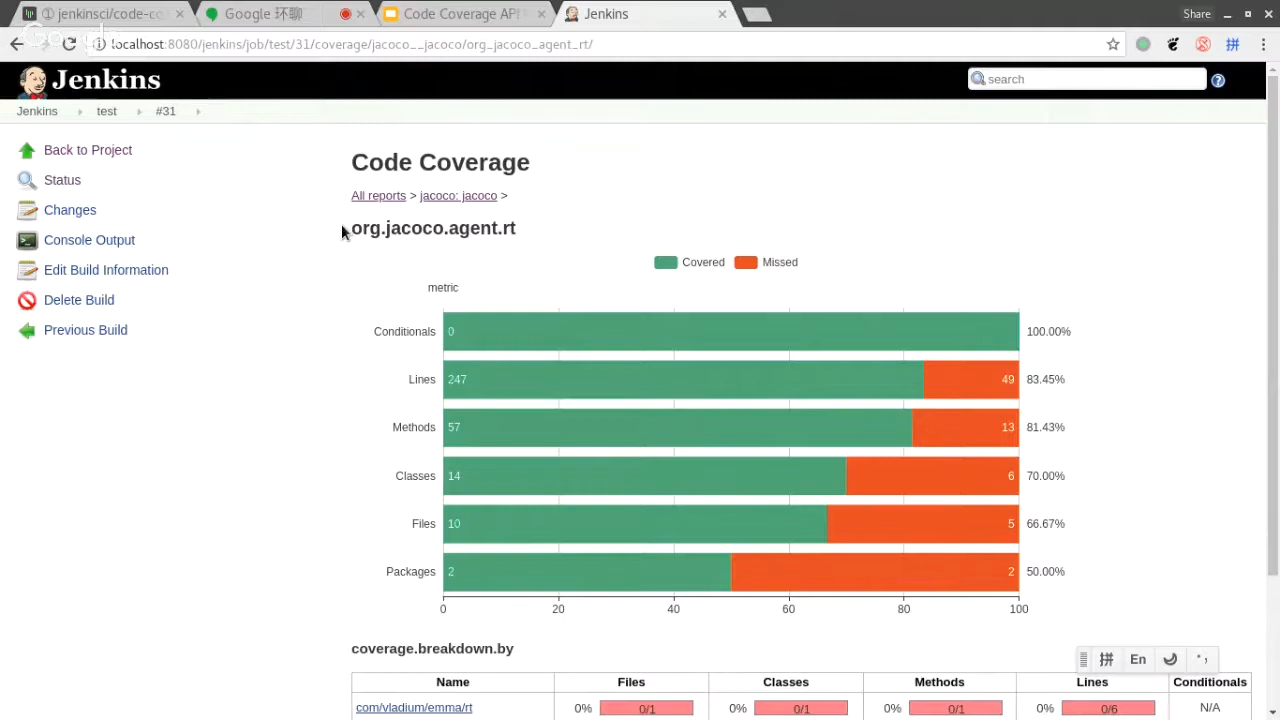 jenkinsci/code-co
Google 环聊
Code Coverage API
Jenkins
Share
localhost:8080/jenkins/job/test/31/coverage/jacoco__jacoco/org_jacoco_agent_rt/
Jenkins
search
Jenkins test #31
Back to Project
Status
Changes
Console Output
Edit Build Information
Delete Build
Previous Build
Code Coverage
All reports > jacoco: jacoco >
org.jacoco.agent.rt
Covered Missed
metric
Conditionals 0 100.00%
Lines 247 49 83.45%
Methods 57 13 81.43%
Classes 14 6 70.00%
Files 10 5 66.67%
Packages 2 2 50.00%
0 20 40 60 80 100
coverage.breakdown.by
拼 En
Name Files Classes Methods Lines Conditionals
com/vladium/emma/rt 0% 0/1 0% 0/1 0% 0/1 0% 0/6 N/A